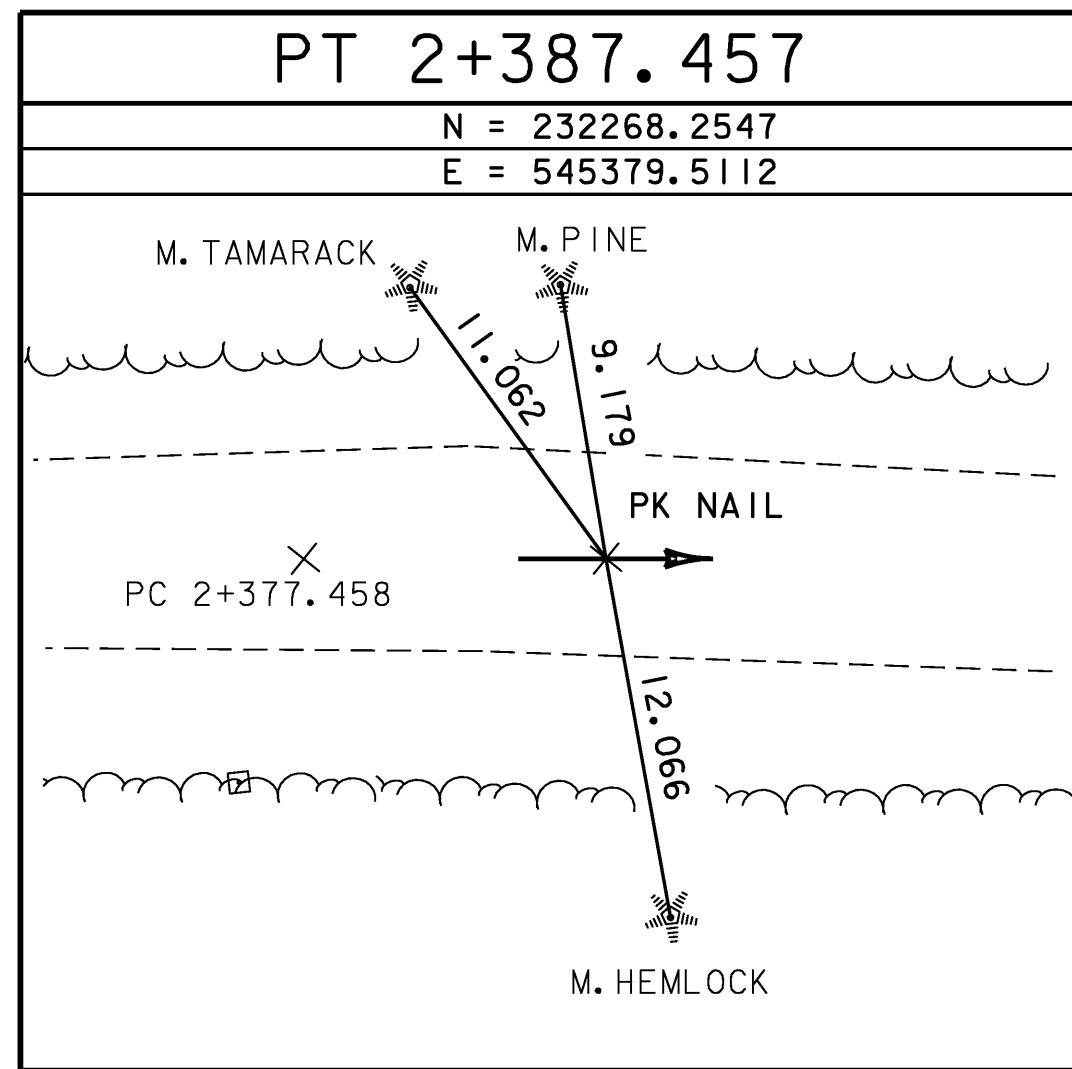 PT 2+387.457
N = 232268.2547
E = 545379.5112
M. TAMARACK
M. PINE
11.062
9.179
PK NAIL
PC 2+377.458
12.066
M. HEMLOCK